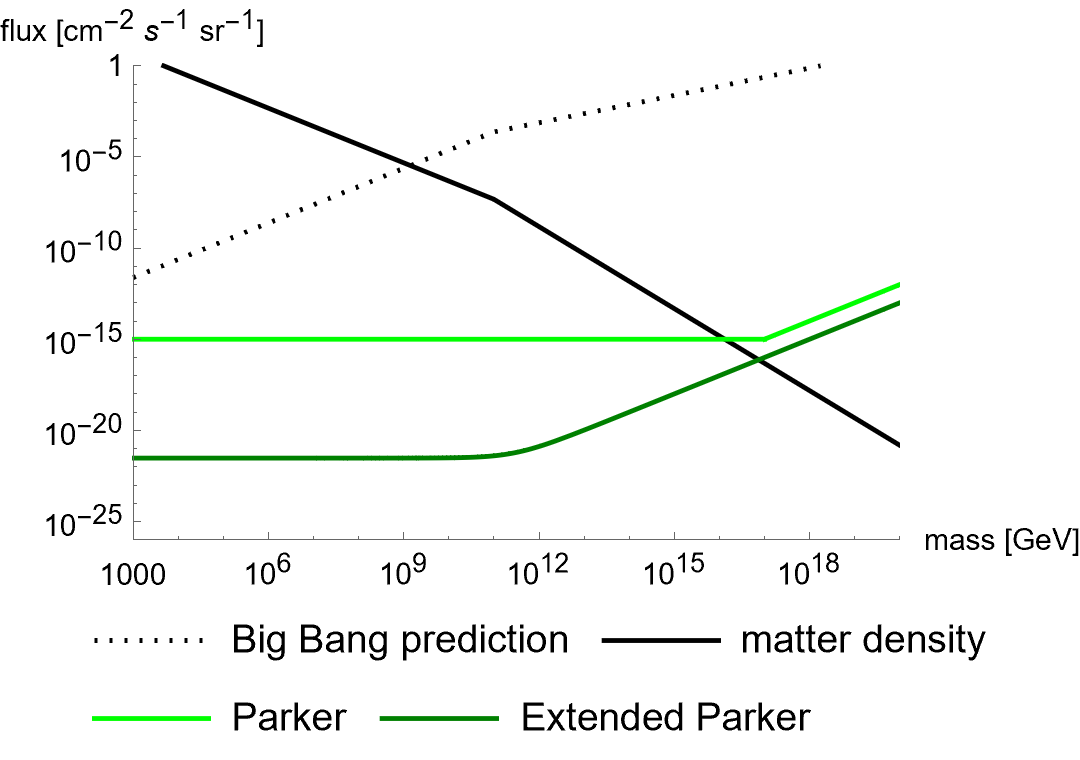 flux [cm⁻² s⁻¹ sr⁻¹]
1
10⁻⁵
10⁻¹⁰
10⁻¹⁵
10⁻²⁰
10⁻²⁵
mass [GeV]
1000 10⁶ 10⁹ 10¹² 10¹⁵ 10¹⁸
Big Bang prediction matter density
Parker Extended Parker